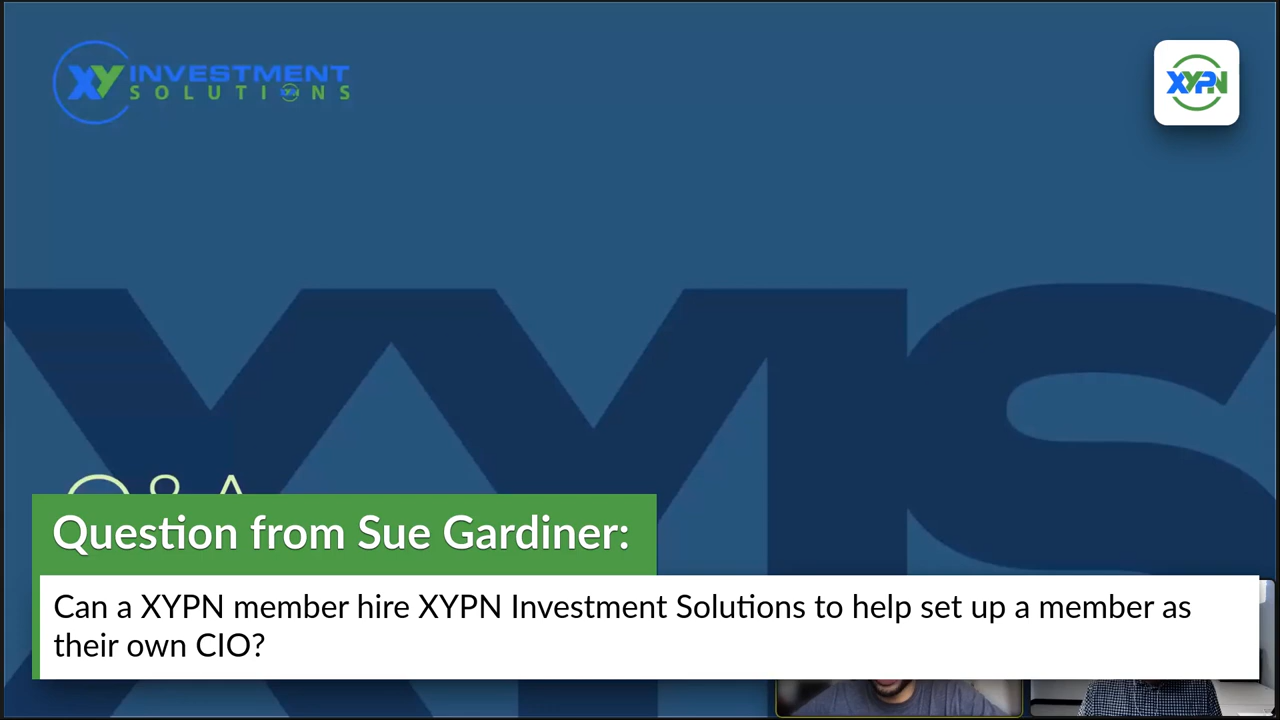 XY INVESTMENT
SOLUTIONS
XYPN
XYIS
Q & A
Question from Sue Gardiner:
Can a XYPN member hire XYPN Investment Solutions to help set up a member as
their own CIO?